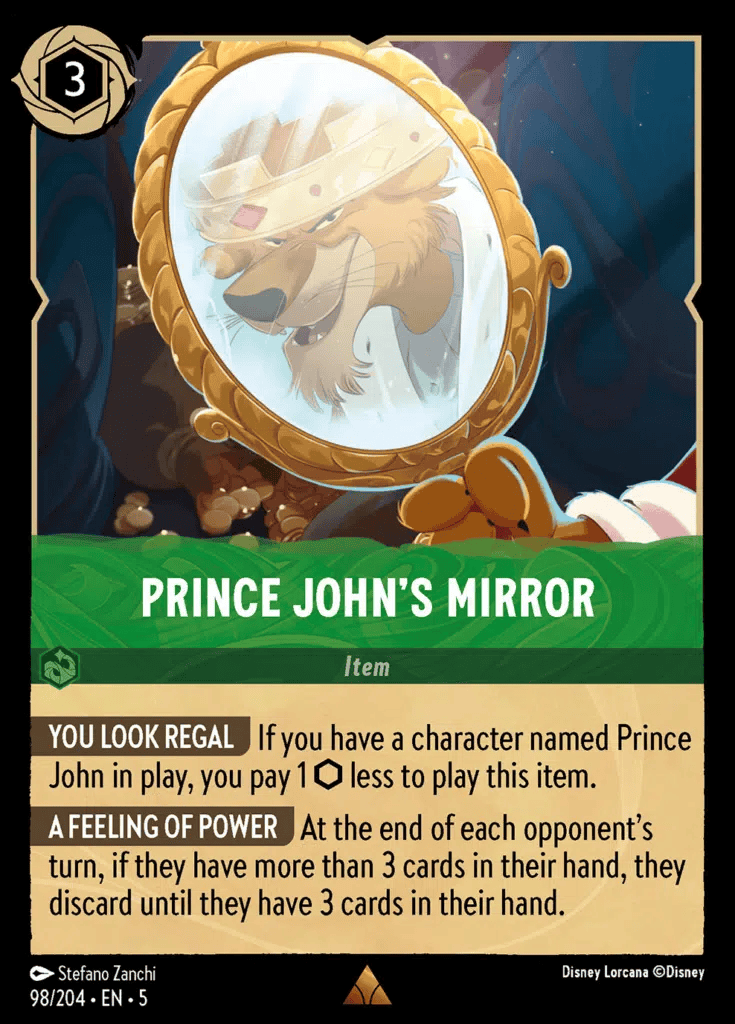 3
PRINCE JOHN'S MIRROR
Item
YOU LOOK REGAL If you have a character named Prince
John in play, you pay 1 ⬡ less to play this item.
A FEELING OF POWER At the end of each opponent's
turn, if they have more than 3 cards in their hand, they
discard until they have 3 cards in their hand.
Stefano Zanchi
Disney Lorcana ©Disney
98/204 • EN • 5